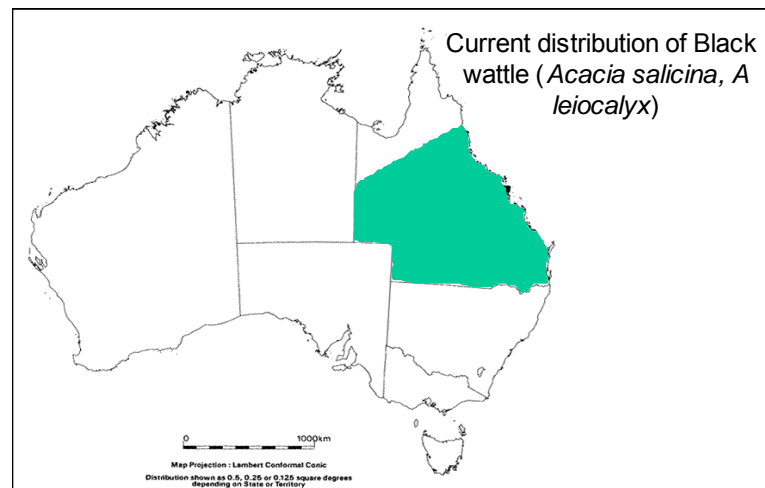 Current distribution of Black
wattle (Acacia salicina, A
leiocalyx)
0 1000km
Map Projection : Lambert Conformal Conic
Distribution shown as 0.5, 0.25 or 0.125 square degrees
depending on State or Territory